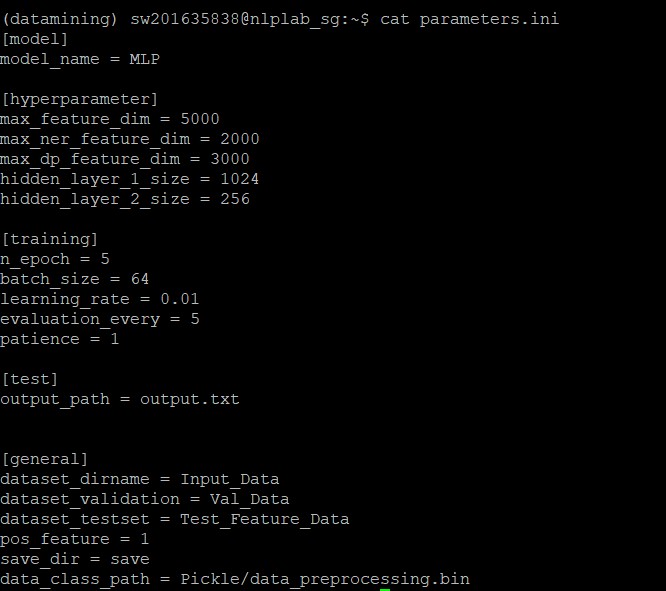 (datamining) sw201635838@nlplab_sg:~$ cat parameters.ini
[model]
model_name = MLP
[hyperparameter]
max_feature_dim = 5000
max_ner_feature_dim = 2000
max_dp_feature_dim = 3000
hidden_layer_1_size = 1024
hidden_layer_2_size = 256
[training]
n_epoch = 5
batch_size = 64
learning_rate = 0.01
evaluation_every = 5
patience = 1
[test]
output_path = output.txt
[general]
dataset_dirname = Input_Data
dataset_validation = Val_Data
dataset_testset = Test_Feature_Data
pos_feature = 1
save_dir = save
data_class_path = Pickle/data_preprocessing.bin